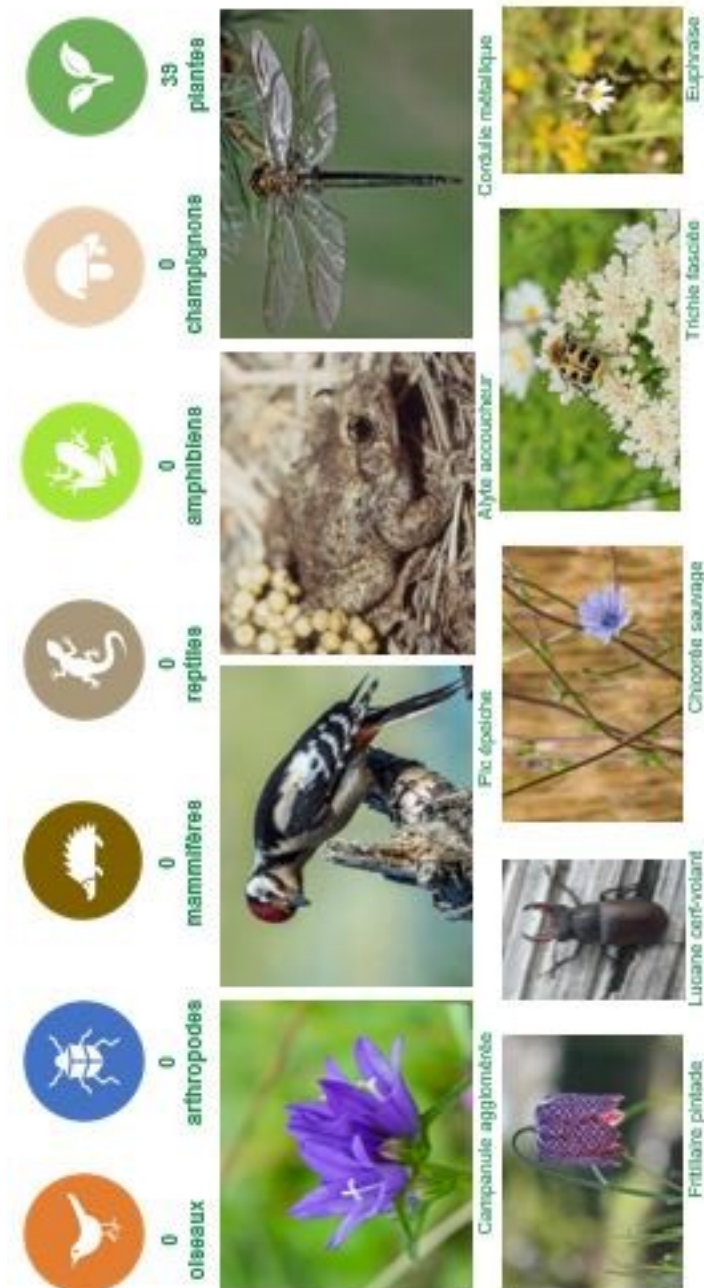 0
oiseaux
0
arthropodes
0
mammifères
0
reptiles
0
amphibiens
0
champignons
39
plantes
Campanule agglomérée
Pic épeiche
Alyte accoucheur
Cordulie métallique
Fritillaire pintade
Lucane cerf-volant
Chicorée sauvage
Trichie fasciée
Euphraise